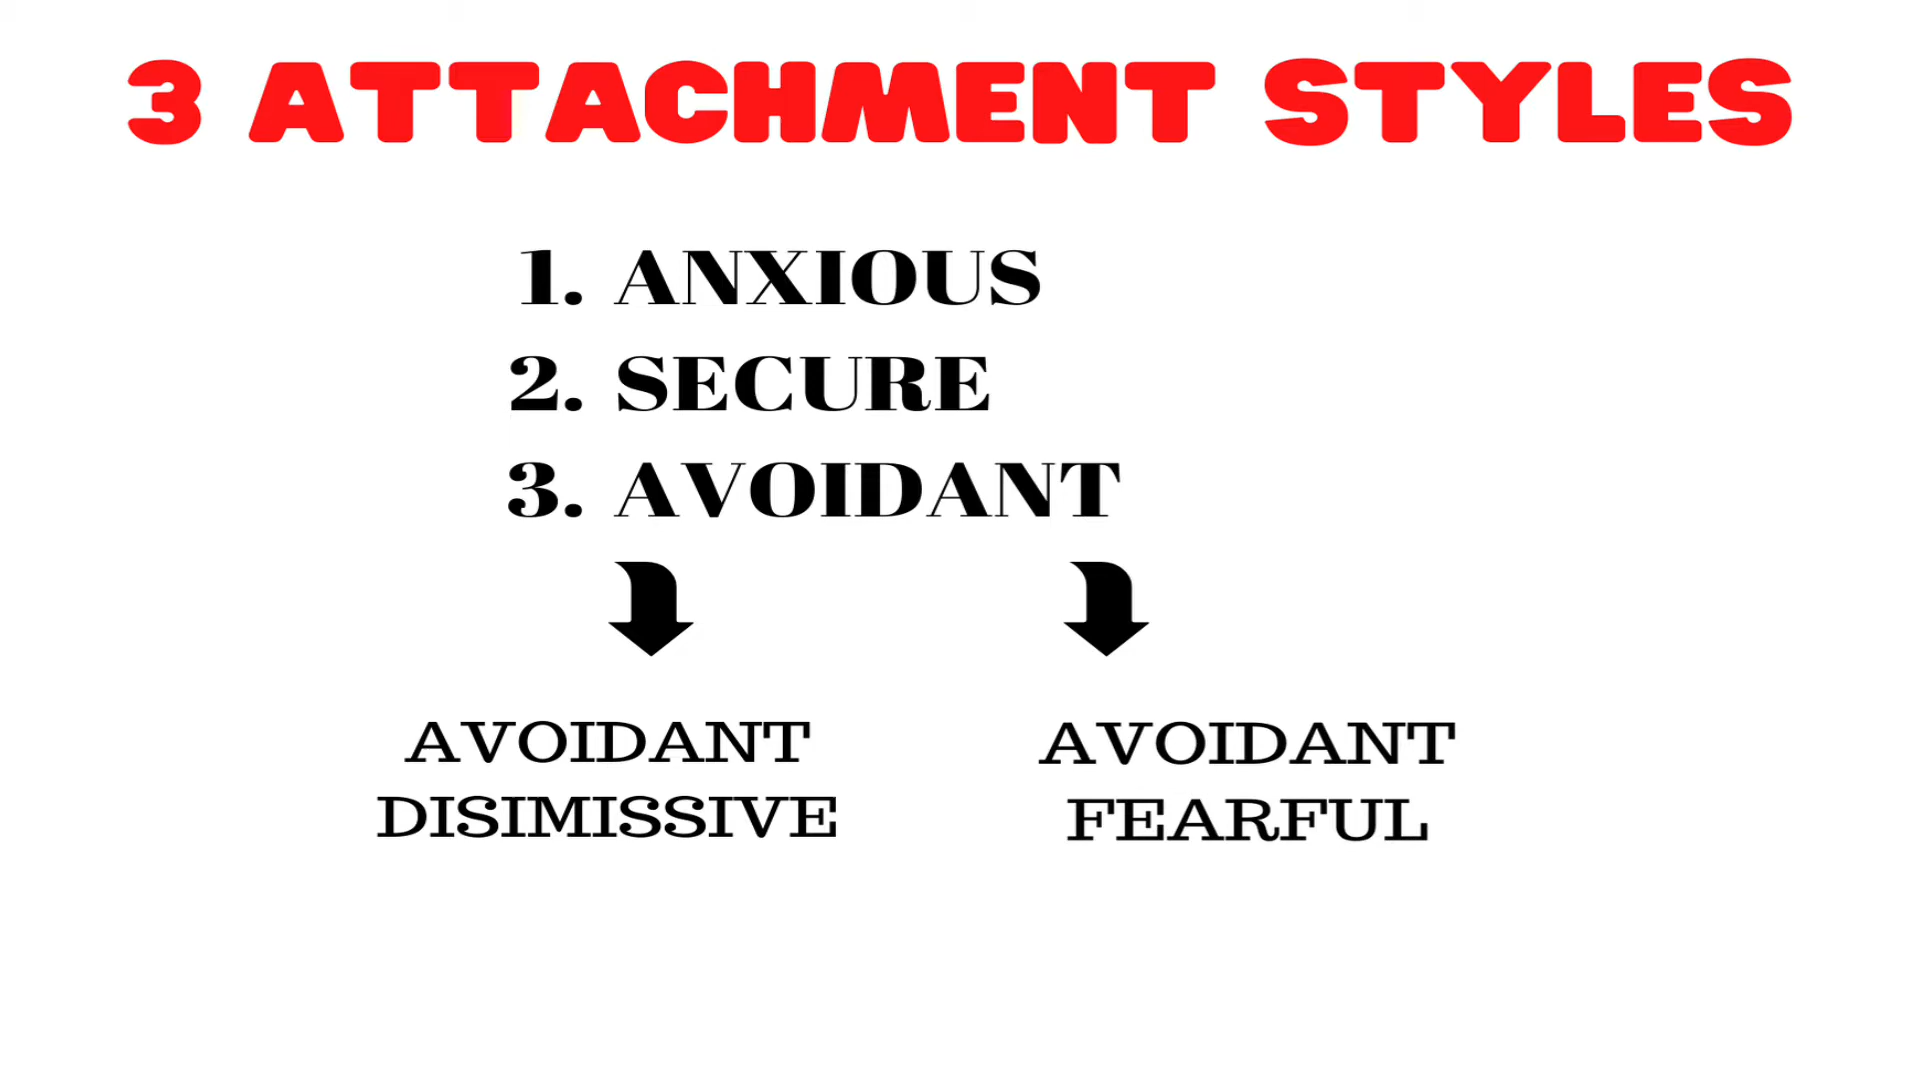 3 ATTACHMENT STYLES
1. ANXIOUS
2. SECURE
3. AVOIDANT
AVOIDANT
DISIMISSIVE
AVOIDANT
FEARFUL